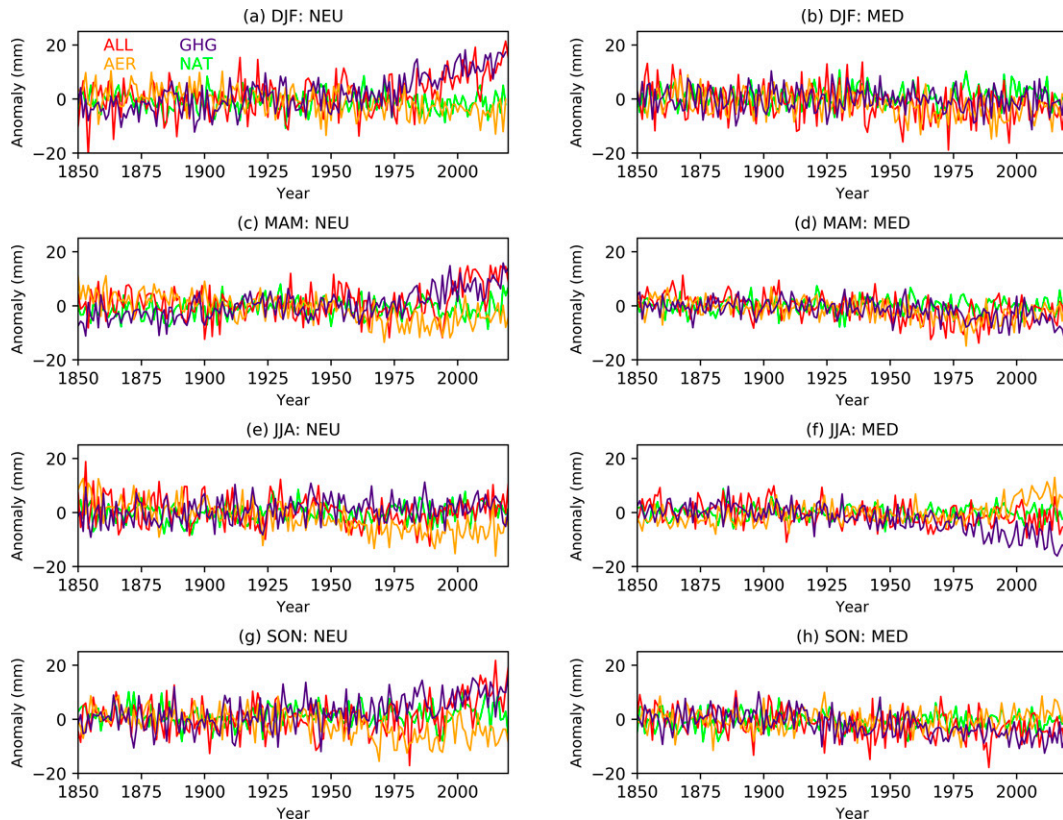 (a) DJF: NEU
(b) DJF: MED
Anomaly (mm)
20
0
−20
ALL
GHG
AER
NAT
1850 1875 1900 1925 1950 1975 2000
Year
Anomaly (mm)
20
0
−20
1850 1875 1900 1925 1950 1975 2000
Year
(c) MAM: NEU
(d) MAM: MED
Anomaly (mm)
20
0
−20
1850 1875 1900 1925 1950 1975 2000
Year
Anomaly (mm)
20
0
−20
1850 1875 1900 1925 1950 1975 2000
Year
(e) JJA: NEU
(f) JJA: MED
Anomaly (mm)
20
0
−20
1850 1875 1900 1925 1950 1975 2000
Year
Anomaly (mm)
20
0
−20
1850 1875 1900 1925 1950 1975 2000
Year
(g) SON: NEU
(h) SON: MED
Anomaly (mm)
20
0
−20
1850 1875 1900 1925 1950 1975 2000
Year
Anomaly (mm)
20
0
−20
1850 1875 1900 1925 1950 1975 2000
Year